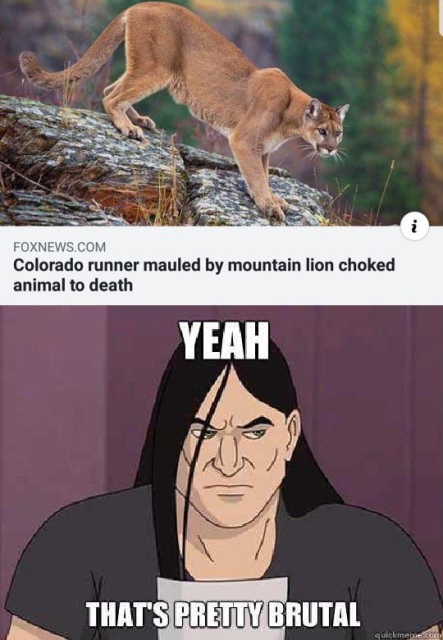 FOXNEWS.COM
Colorado runner mauled by mountain lion choked
animal to death
YEAH
THAT'S PRETTY BRUTAL
quickmeme.com